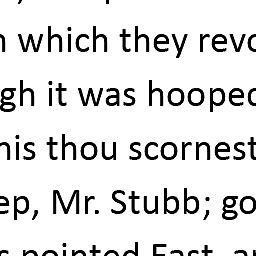 which they revo
gh it was hooped
his thou scornest
ep, Mr. Stubb; go
pointed East, a